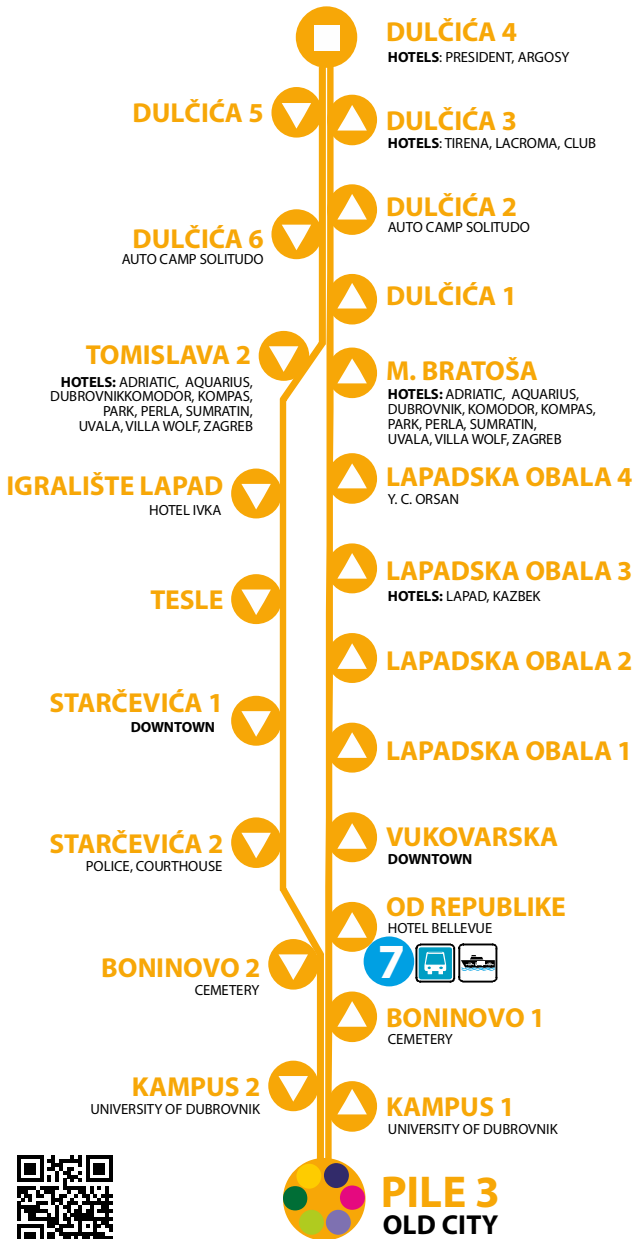 DULČIĆA 4
HOTELS: PRESIDENT, ARGOSY
DULČIĆA 5
DULČIĆA 3
HOTELS: TIRENA, LACROMA, CLUB
DULČIĆA 2
AUTO CAMP SOLITUDO
DULČIĆA 6
AUTO CAMP SOLITUDO
DULČIĆA 1
TOMISLAVA 2
HOTELS: ADRIATIC, AQUARIUS,
DUBROVNIKKOMODOR, KOMPAS,
PARK, PERLA, SUMRATIN,
UVALA, VILLA WOLF, ZAGREB
M. BRATOŠA
HOTELS: ADRIATIC, AQUARIUS,
DUBROVNIK, KOMODOR, KOMPAS,
PARK, PERLA, SUMRATIN,
UVALA, VILLA WOLF, ZAGREB
IGRALIŠTE LAPAD
HOTEL IVKA
LAPADSKA OBALA 4
Y. C. ORSAN
LAPADSKA OBALA 3
HOTELS: LAPAD, KAZBEK
TESLE
LAPADSKA OBALA 2
STARČEVIĆA 1
DOWNTOWN
LAPADSKA OBALA 1
STARČEVIĆA 2
POLICE, COURTHOUSE
VUKOVARSKA
DOWNTOWN
OD REPUBLIKE
HOTEL BELLEVUE
7
BONINOVO 2
CEMETERY
BONINOVO 1
CEMETERY
KAMPUS 2
UNIVERSITY OF DUBROVNIK
KAMPUS 1
UNIVERSITY OF DUBROVNIK
PILE 3
OLD CITY